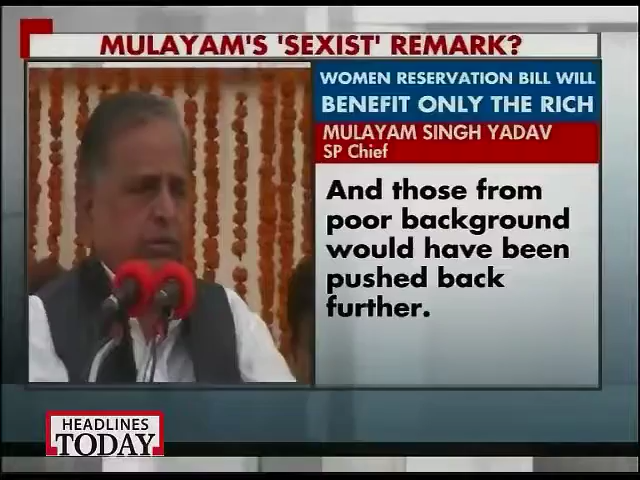 MULAYAM'S 'SEXIST' REMARK?
WOMEN RESERVATION BILL WILL
BENEFIT ONLY THE RICH
MULAYAM SINGH YADAV
SP Chief
And those from
poor background
would have been
pushed back
further.
HEADLINES
TODAY